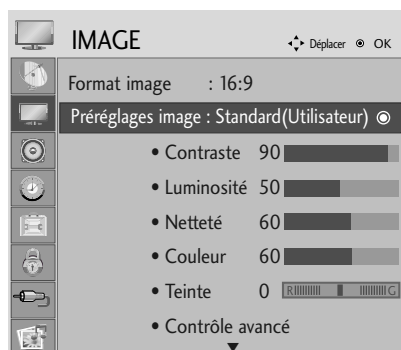 IMAGE Déplacer OK
Format image : 16:9
Préréglages image : Standard(Utilisateur)
• Contraste 90
• Luminosité 50
• Netteté 60
• Couleur 60
• Teinte 0 R G
• Contrôle avancé